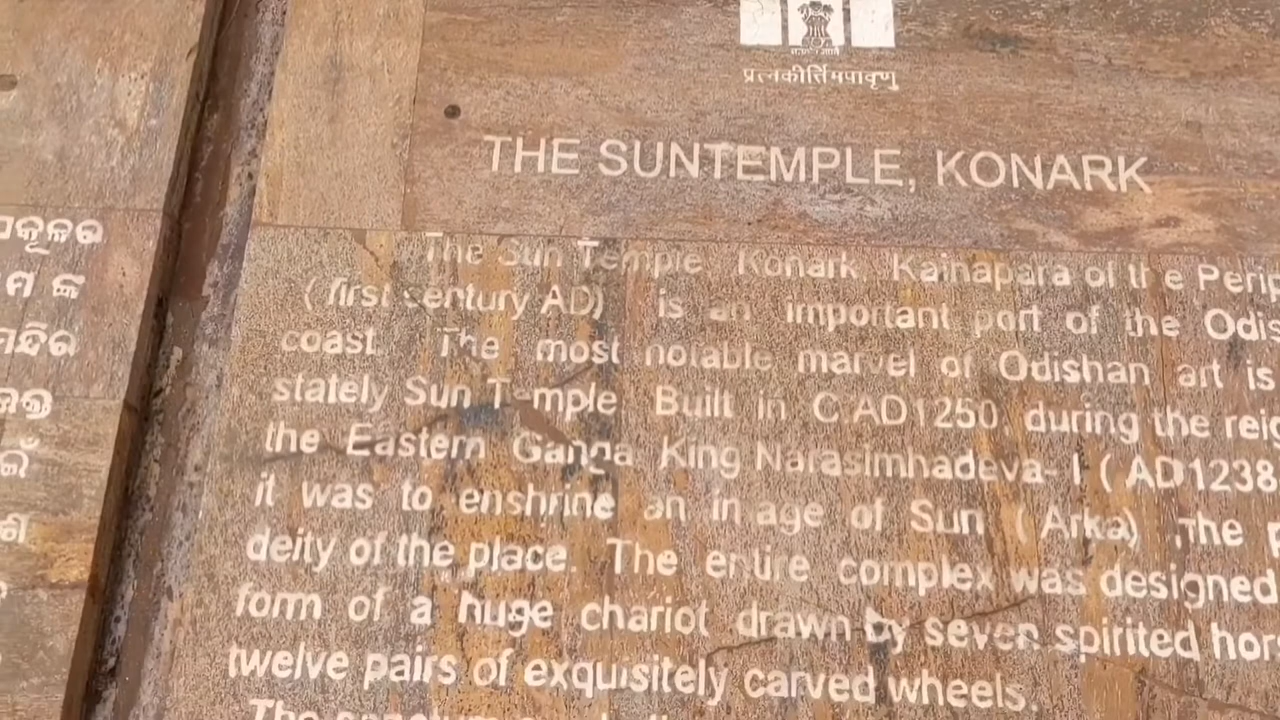 प्रत्नकीर्त्तिमपावृणु
THE SUNTEMPLE, KONARK
The Sun Temple Konark Kainapara of the
(first century AD) is an important port of the
coast The most notable marvel of Odishan art is
stately Sun Temple Built in C.AD1250, during the
the Eastern Ganga King Narasimhadeva- I ( AD1238
it was to enshrine an image of Sun ( Arka) ,The
deity of the place. The entire complex was designed
form of a huge chariot drawn by seven spirited
twelve pairs of exquisitely carved wheels.
The
ମନ୍ଦିର